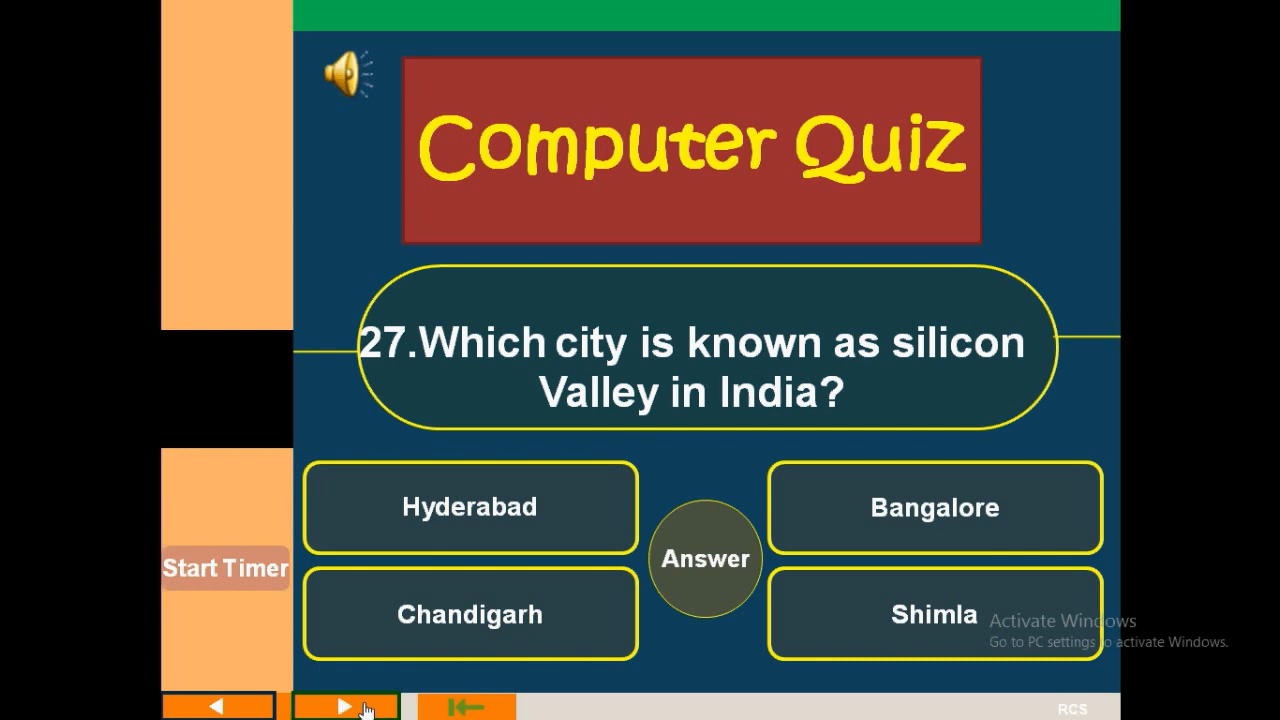 Computer Quiz
27.Which city is known as silicon
Valley in India?
Hyderabad
Bangalore
Answer
Chandigarh
Shimla
Start Timer
Activate Windows
Go to PC settings to activate Windows.
RCS